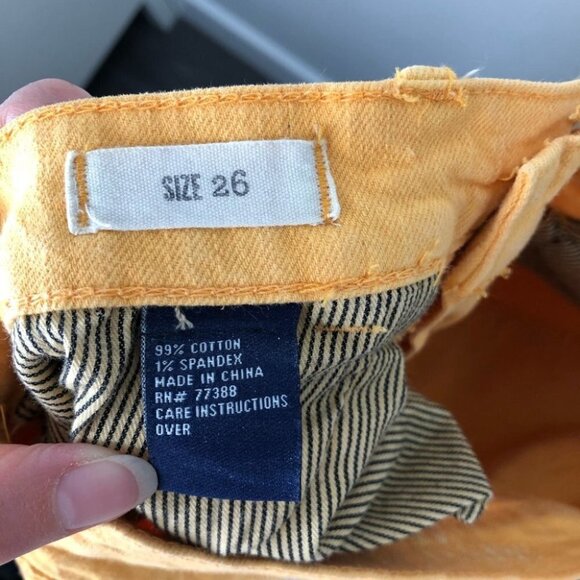 SIZE 26
99% COTTON
1% SPANDEX
MADE IN CHINA
RN# 77388
CARE INSTRUCTIONS
OVER